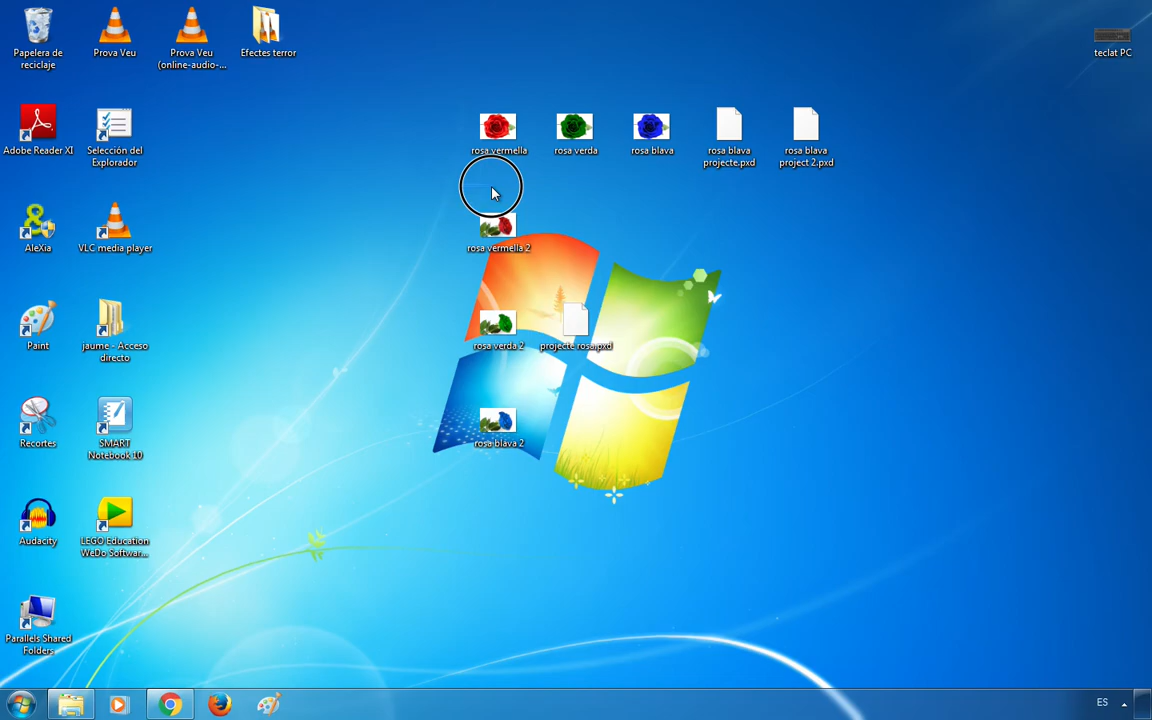 Papelera de
reciclaje
Prova Veu
Prova Veu
(online-audio-...
Efectes terror
teclat PC
Adobe Reader XI
Selección del
Explorador
rosa vermella
rosa verda
rosa blava
rosa blava
projecte.pxd
rosa blava
project 2.pxd
AleXia
VLC media player
rosa vermella 2
Paint
jaume - Acceso
directo
rosa verda 2
projecte rosa.pxd
Recortes
SMART
Notebook 10
rosa blava 2
Audacity
LEGO Education
WeDo Softwar...
Parallels Shared
Folders
ES